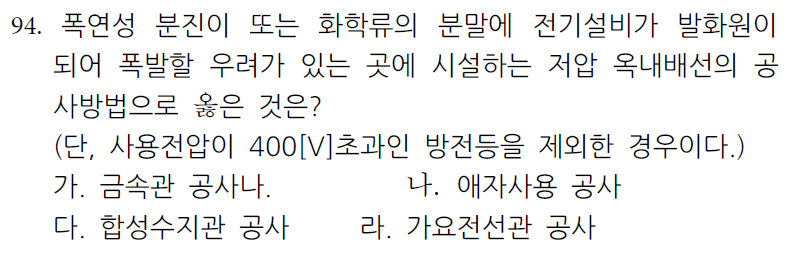 94. 폭연성 분진이 또는 화학류의 분말에 전기설비가 발화원이
되어 폭발할 우려가 있는 곳에 시설하는 저압 옥내배선의 공
사방법으로 옳은 것은?
(단, 사용전압이 400[V]초과인 방전등을 제외한 경우이다.)
가. 금속관 공사나. 나. 애자사용 공사
다. 합성수지관 공사 라. 가요전선관 공사